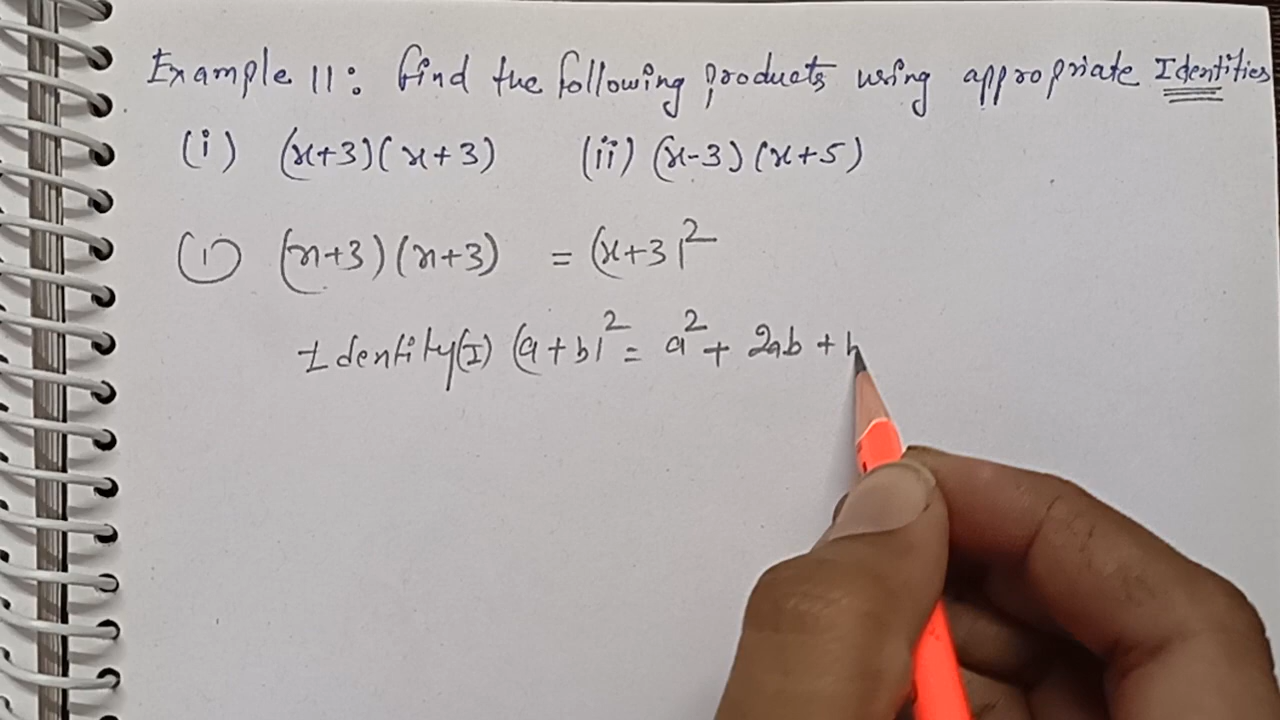 Example 11: Find the following products using appropriate Identities
(i) (x+3)(x+3) (ii) (x-3)(x+5)
(1) (x+3)(x+3) = (x+3)²
Identity(I) (a+b)² = a² + 2ab + b